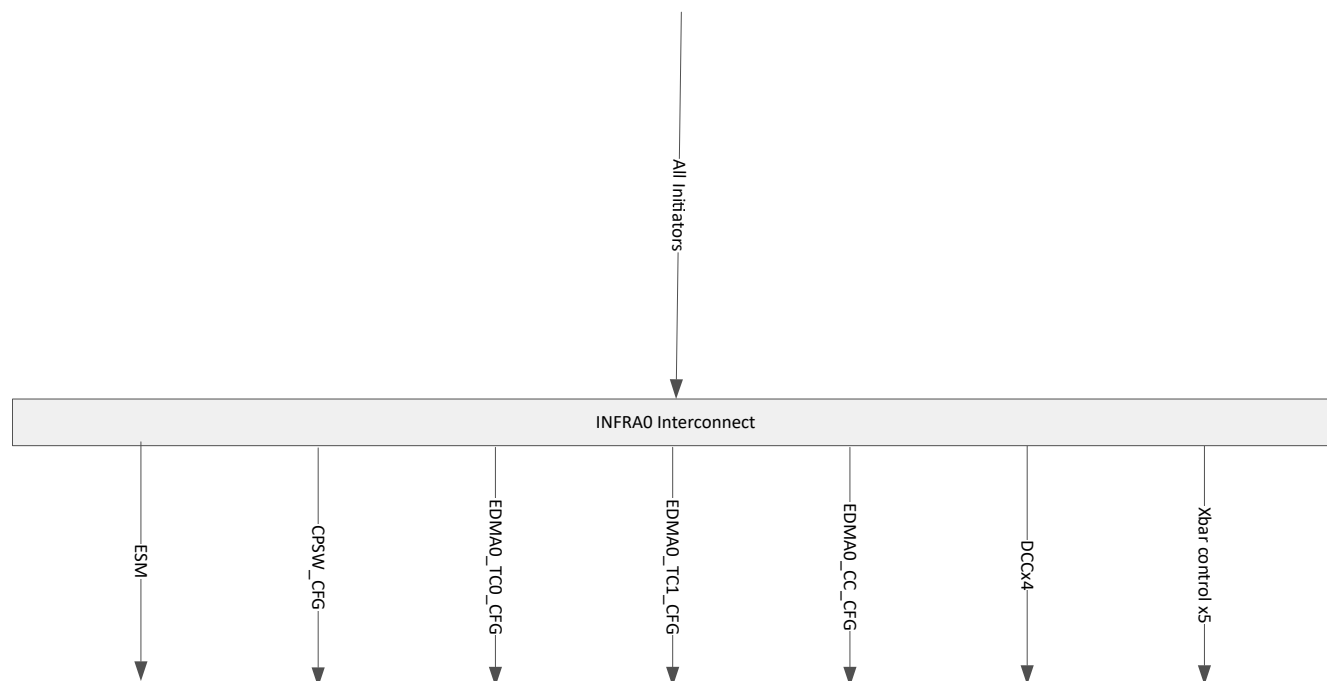 All Initiators
INFRA0 Interconnect
ESM
CPSW_CFG
EDMA0_TC0_CFG
EDMA0_TC1_CFG
EDMA0_CC_CFG
DCCx4
Xbar control x5